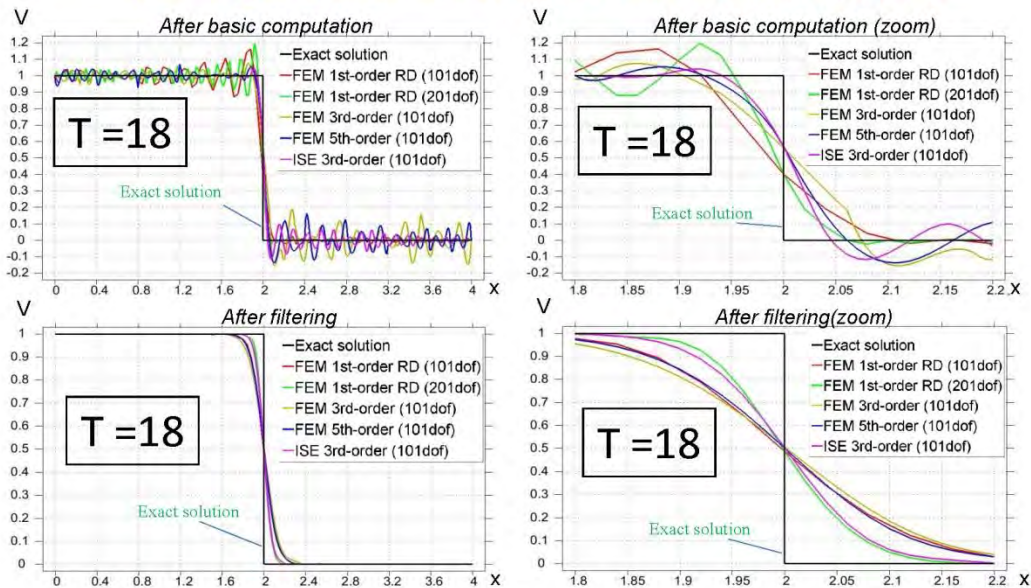 V
After basic computation
1.2
1.1
1
0.9
0.8
0.7
0.6
0.5
0.4
0.3
0.2
0.1
0
-0.1
-0.2
Exact solution
FEM 1st-order RD (101dof)
FEM 1st-order RD (201dof)
FEM 3rd-order (101dof)
FEM 5th-order (101dof)
ISE 3rd-order (101dof)
T =18
Exact solution
0 0.4 0.8 1.2 1.6 2 2.4 2.8 3.2 3.6 4 x
V
After basic computation (zoom)
1.2
1.1
1
0.9
0.8
0.7
0.6
0.5
0.4
0.3
0.2
0.1
0
-0.1
-0.2
Exact solution
FEM 1st-order RD (101dof)
FEM 1st-order RD (201dof)
FEM 3rd-order (101dof)
FEM 5th-order (101dof)
ISE 3rd-order (101dof)
T =18
Exact solution
1.8 1.85 1.9 1.95 2 2.05 2.1 2.15 2.2 x
V
After filtering
1
0.9
0.8
0.7
0.6
0.5
0.4
0.3
0.2
0.1
0
Exact solution
FEM 1st-order RD (101dof)
FEM 1st-order RD (201dof)
FEM 3rd-order (101dof)
FEM 5th-order (101dof)
ISE 3rd-order (101dof)
T =18
Exact solution
0 0.4 0.8 1.2 1.6 2 2.4 2.8 3.2 3.6 4 x
V
After filtering(zoom)
1
0.9
0.8
0.7
0.6
0.5
0.4
0.3
0.2
0.1
0
Exact solution
FEM 1st-order RD (101dof)
FEM 1st-order RD (201dof)
FEM 3rd-order (101dof)
FEM 5th-order (101dof)
ISE 3rd-order (101dof)
T =18
Exact solution
1.8 1.85 1.9 1.95 2 2.05 2.1 2.15 2.2 x